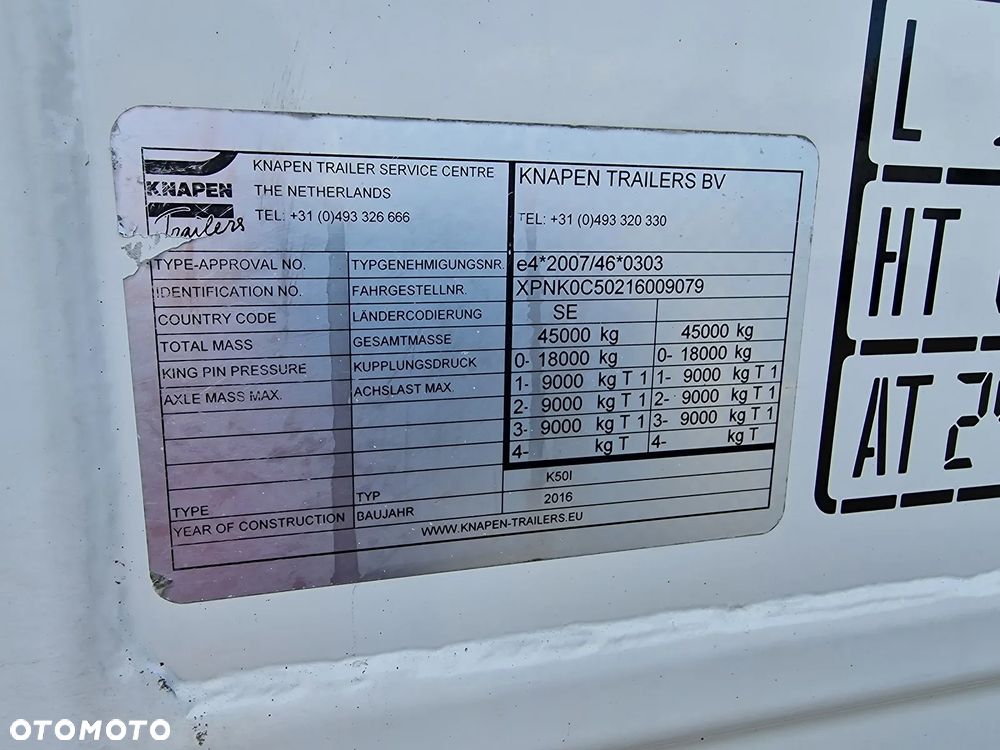 KNAPEN
Trailers
KNAPEN TRAILER SERVICE CENTRE
THE NETHERLANDS
TEL: +31 (0)493 326 666
KNAPEN TRAILERS BV
TEL: +31 (0)493 320 330
TYPE-APPROVAL NO. TYPGENEHMIGUNGSNR. e4*2007/46*0303
IDENTIFICATION NO. FAHRGESTELLNR. XPNK0C50216009079
COUNTRY CODE LÄNDERCODIERUNG SE
TOTAL MASS GESAMTMASSE 45000 kg 45000 kg
KING PIN PRESSURE KUPPLUNGSDRUCK 0- 18000 kg 0- 18000 kg
AXLE MASS MAX. ACHSLAST MAX. 1- 9000 kg T 1 1- 9000 kg T 1
2- 9000 kg T 1 2- 9000 kg T 1
3- 9000 kg T 1 3- 9000 kg T 1
4- kg T 4- kg T
TYPE TYP K50I
YEAR OF CONSTRUCTION BAUJAHR 2016
WWW.KNAPEN-TRAILERS.EU
L
HT
AT 2
OTOMOTO